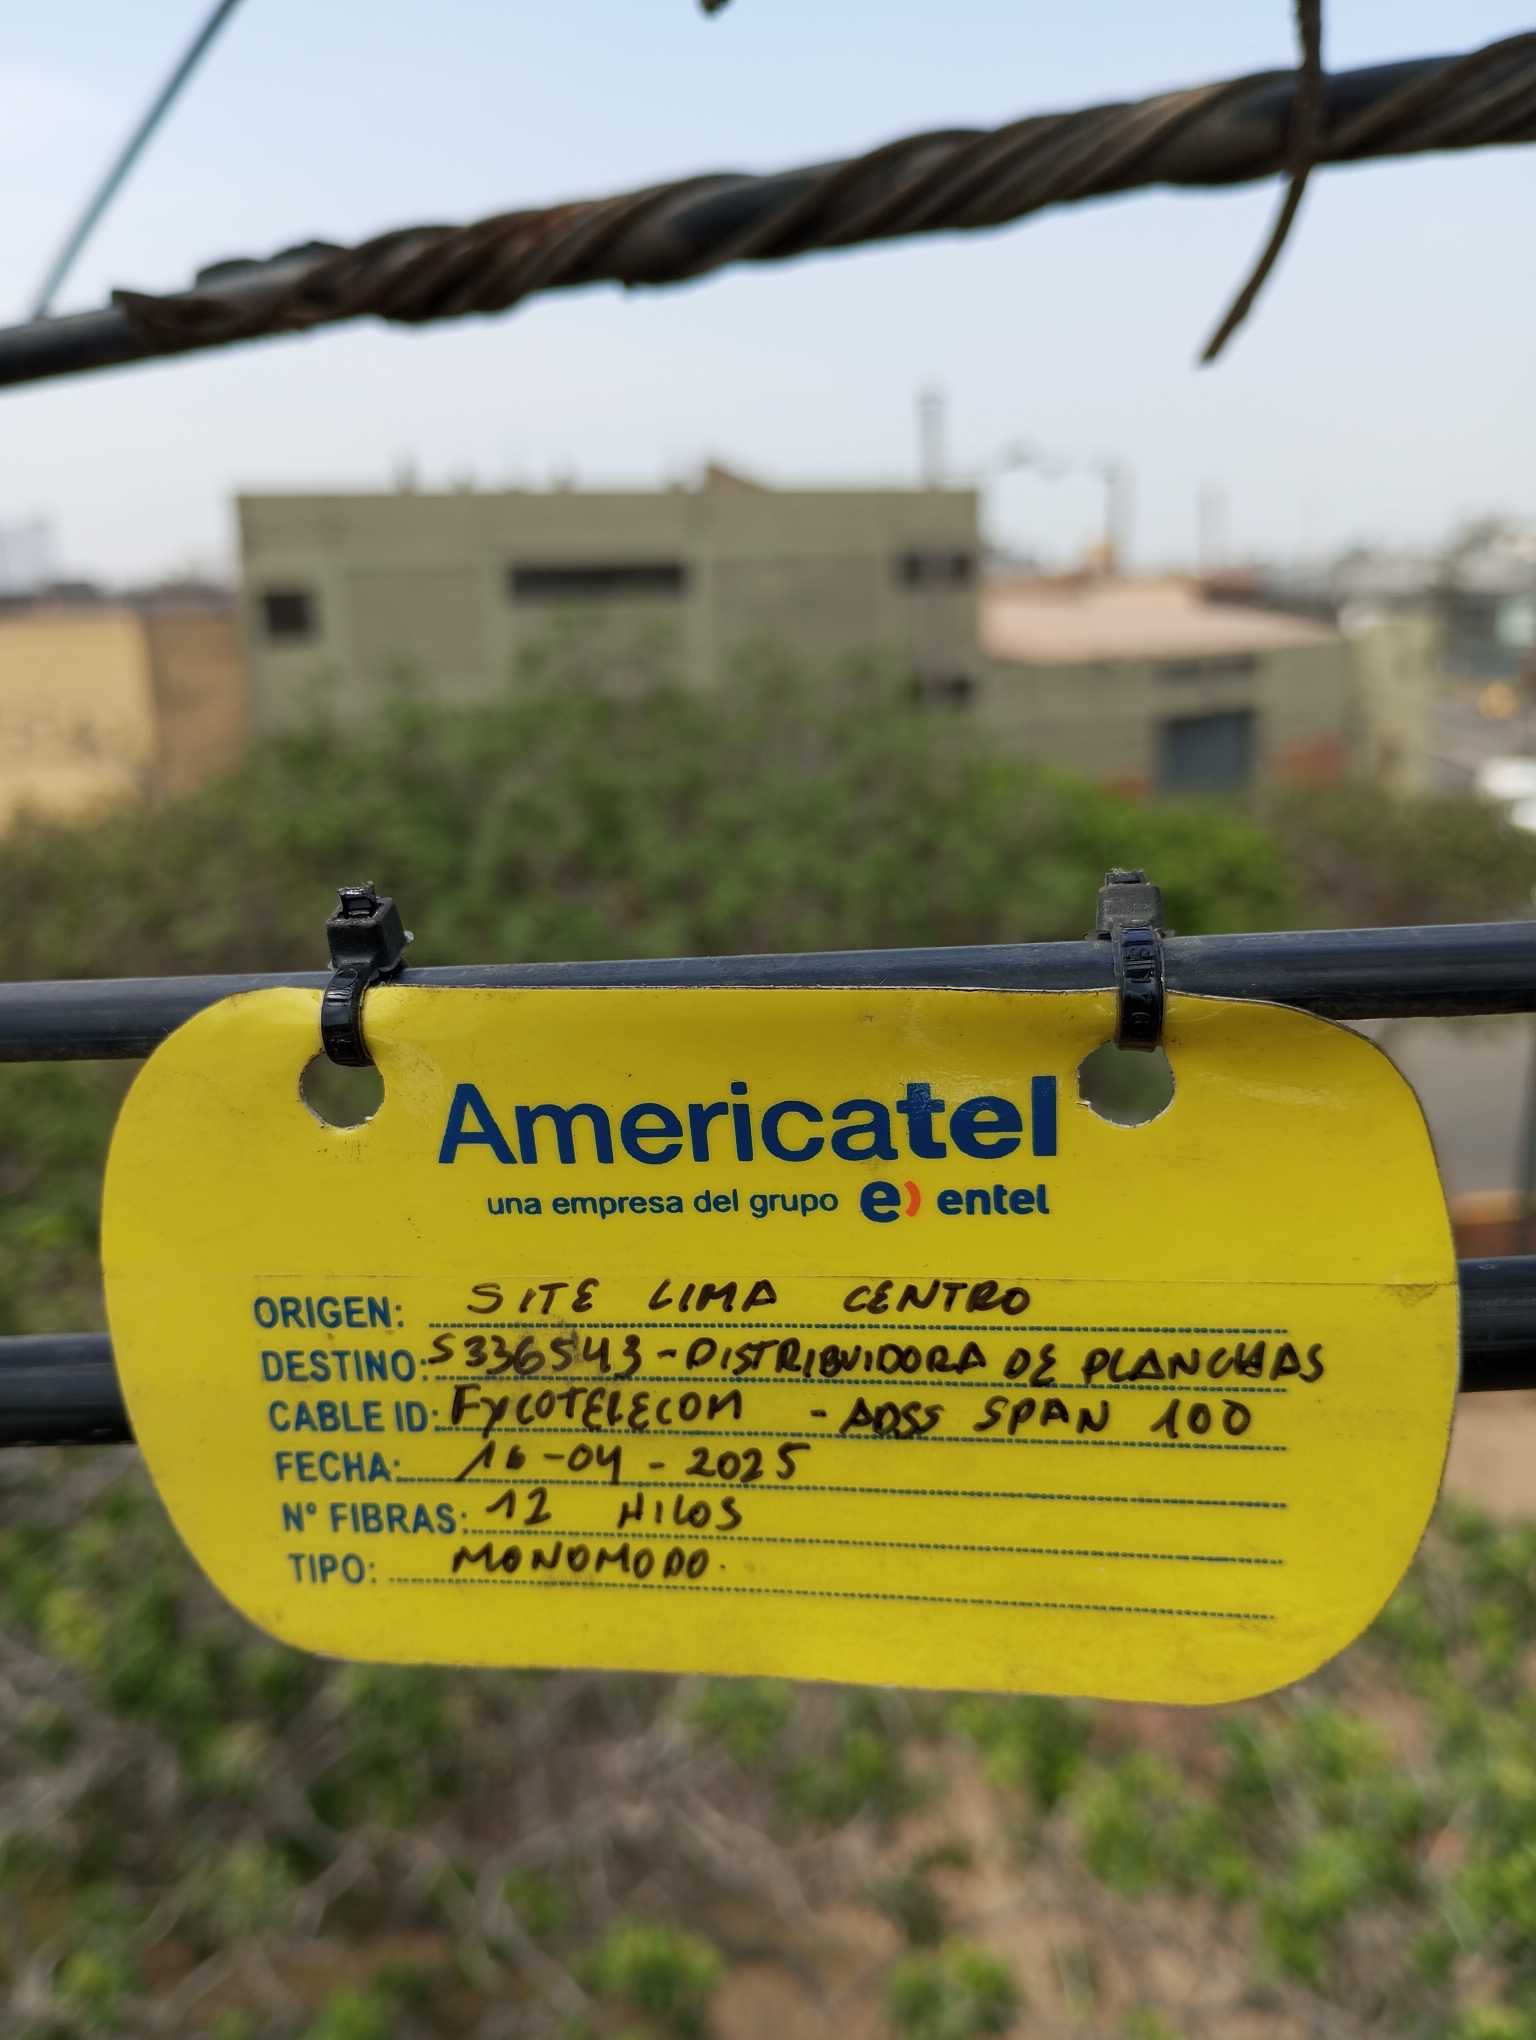 Americatel
una empresa del grupo e) entel
ORIGEN: SITE LIMA CENTRO
DESTINO: S336543-DISTRIBUIDORA DE PLANCHAS
CABLE ID: FYCOTELECOM - ADSS SPAN 100
FECHA: 16-04-2025
N° FIBRAS: 12 HILOS
TIPO: MONOMODO.